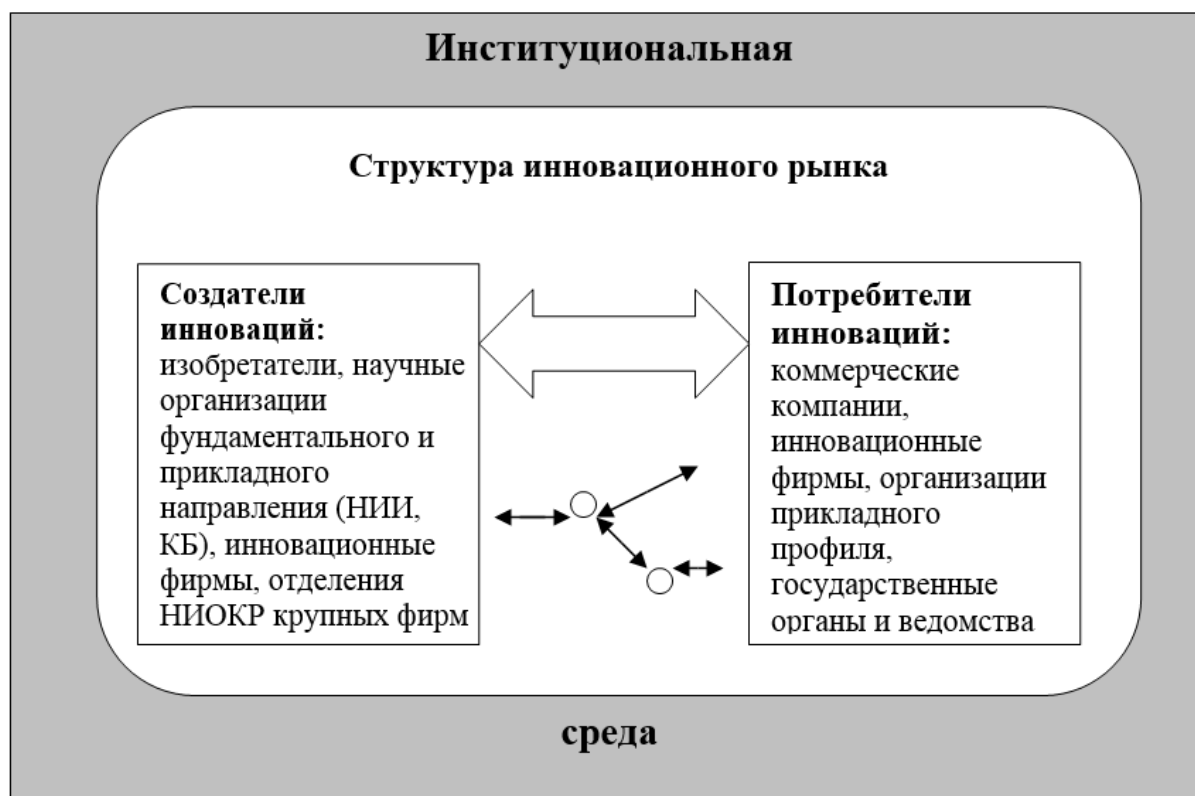 Институциональная
Структура инновационного рынка
Создатели
инноваций:
изобретатели, научные
организации
фундаментального и
прикладного
направления (НИИ,
КБ), инновационные
фирмы, отделения
НИОКР крупных фирм
Потребители
инноваций:
коммерческие
компании,
инновационные
фирмы, организации
прикладного
профиля,
государственные
органы и ведомства
среда